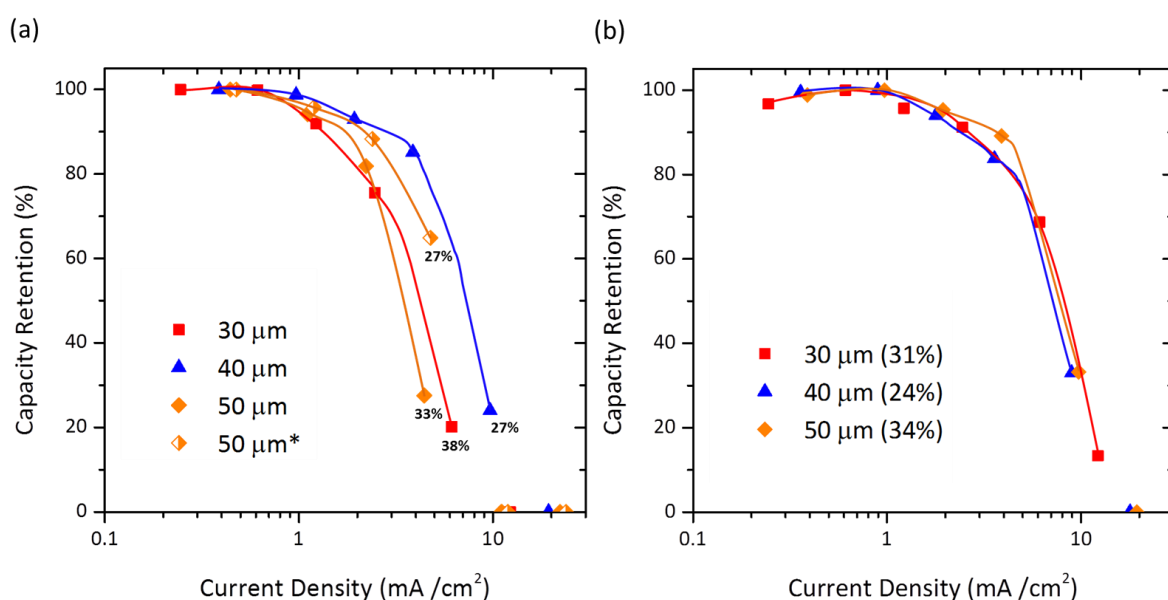 (a)
Capacity Retention (%)
100
80
60
40
20
0
0.1
1
10
Current Density (mA /cm²)
30 μm
40 μm
50 μm
50 μm*
27%
33%
38%
27%
(b)
Capacity Retention (%)
100
80
60
40
20
0
0.1
1
10
Current Density (mA /cm²)
30 μm (31%)
40 μm (24%)
50 μm (34%)